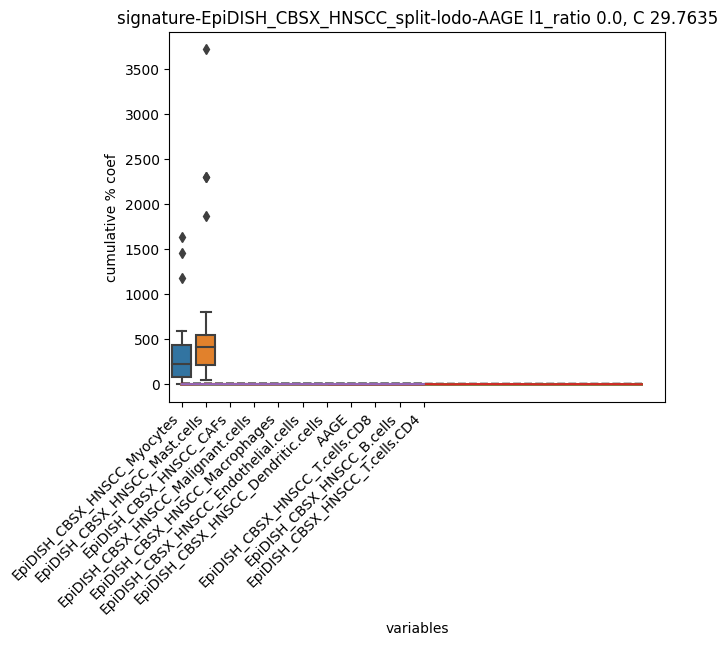 signature-EpiDISH_CBSX_HNSCC_split-lodo-AAGE l1_ratio 0.0, C 29.7635
cumulative % coef
3500
3000
2500
2000
1500
1000
500
0
EpiDISH_CBSX_HNSCC_Myocytes
EpiDISH_CBSX_HNSCC_Mast.cells
EpiDISH_CBSX_HNSCC_CAFs
EpiDISH_CBSX_HNSCC_Malignant.cells
EpiDISH_CBSX_HNSCC_Macrophages
EpiDISH_CBSX_HNSCC_Endothelial.cells
EpiDISH_CBSX_HNSCC_Dendritic.cells
AAGE
EpiDISH_CBSX_HNSCC_T.cells.CD8
EpiDISH_CBSX_HNSCC_B.cells
EpiDISH_CBSX_HNSCC_T.cells.CD4
variables